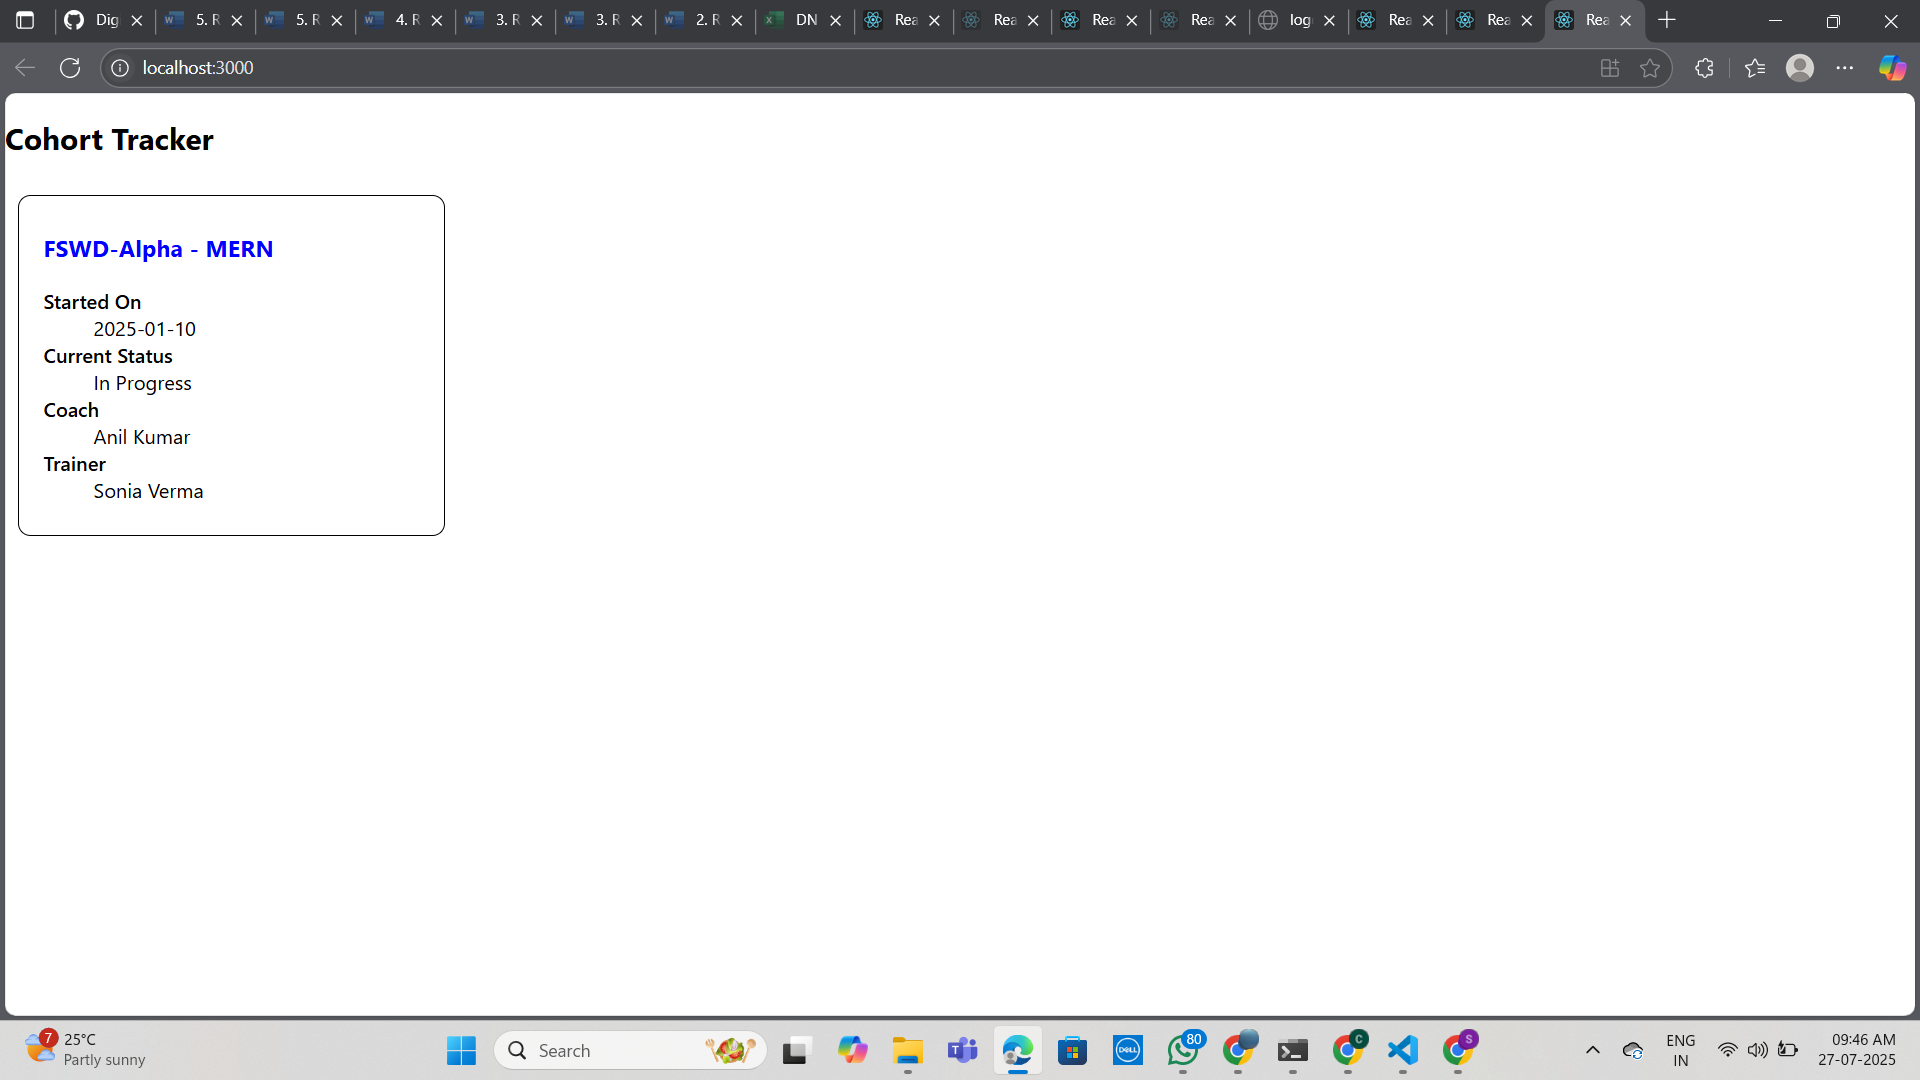 Dig
5. R
5. R
4. R
3. R
3. R
2. R
DN
Rea
Rea
Rea
Rea
log
Rea
Rea
Rea
localhost:3000
Cohort Tracker
FSWD-Alpha - MERN
Started On
2025-01-10
Current Status
In Progress
Coach
Anil Kumar
Trainer
Sonia Verma
7
25°C
Partly sunny
Search
T
DELL
80
C
S
ENG
IN
09:46 AM
27-07-2025